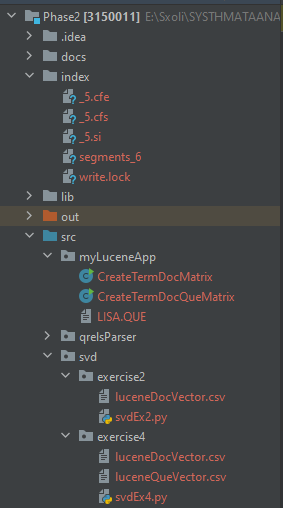 Phase2 [3150011] E:\Sxoli\SYSTHMATAANA
.idea
docs
index
_5.cfe
_5.cfs
_5.si
segments_6
write.lock
lib
out
src
myLuceneApp
CreateTermDocMatrix
CreateTermDocQueMatrix
LISA.QUE
qrelsParser
svd
exercise2
luceneDocVector.csv
svdEx2.py
exercise4
luceneDocVector.csv
luceneQueVector.csv
svdEx4.py